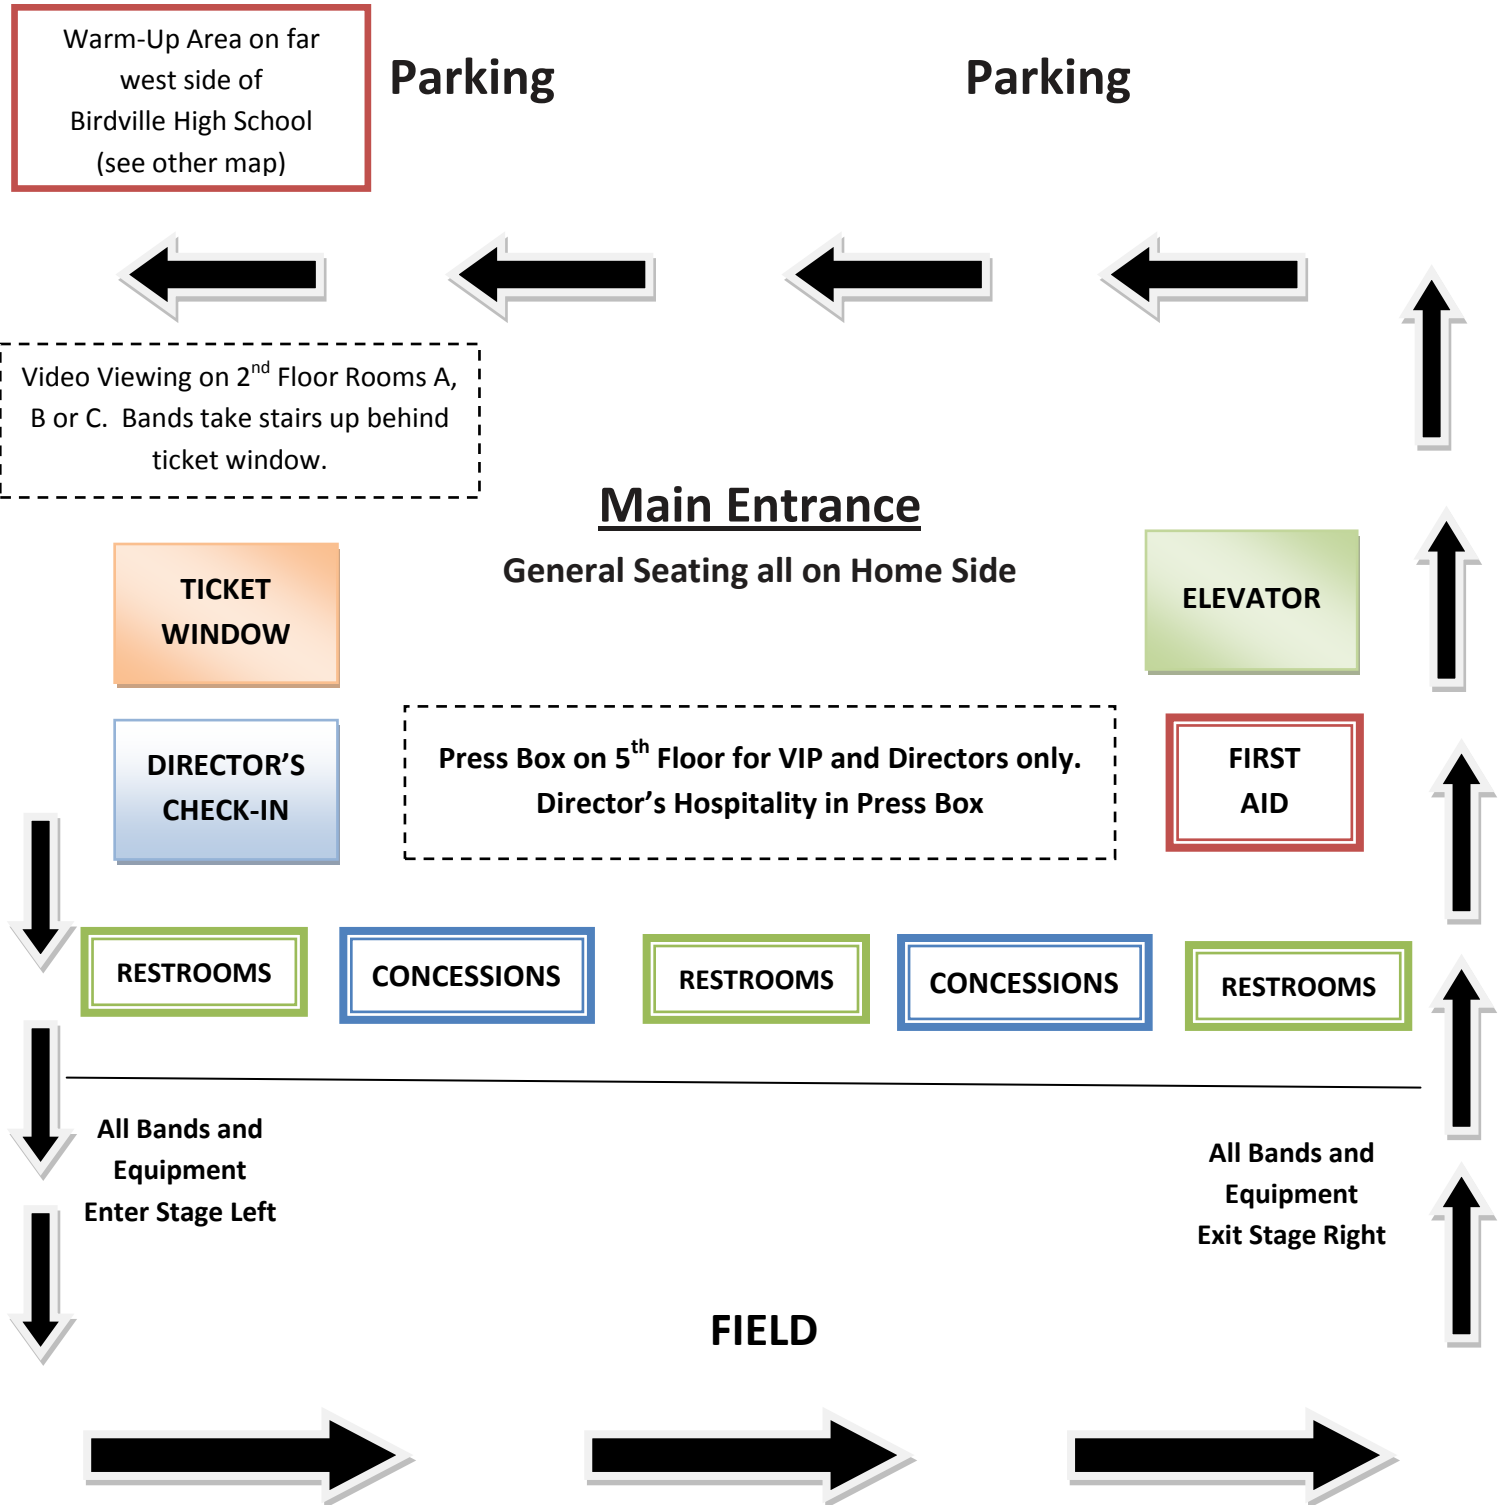 Warm-Up Area on far
west side of
Birdville High School
(see other map)
Parking
Parking
Video Viewing on 2nd Floor Rooms A,
B or C.  Bands take stairs up behind
ticket window.
Main Entrance
General Seating all on Home Side
TICKET
WINDOW
ELEVATOR
DIRECTOR’S
CHECK-IN
Press Box on 5th Floor for VIP and Directors only.
Director’s Hospitality in Press Box
FIRST
AID
RESTROOMS
CONCESSIONS
RESTROOMS
CONCESSIONS
RESTROOMS
All Bands and
Equipment
Enter Stage Left
All Bands and
Equipment
Exit Stage Right
FIELD